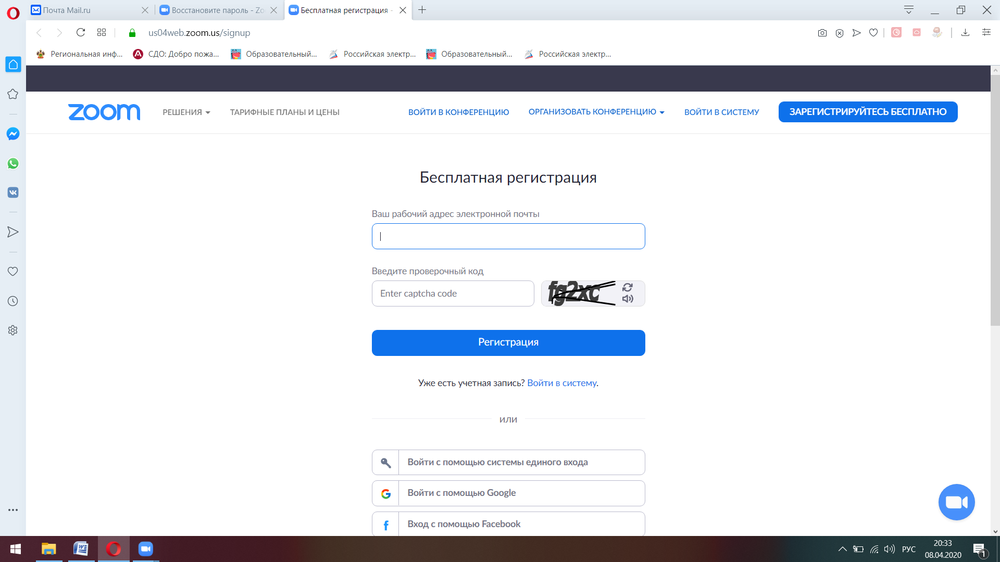 Почта Mail.ru
Восстановите пароль - Zo
Бесплатная регистрация -
us04web.zoom.us/signup
Региональная инф...
СДО: Добро пожа...
Образовательный...
Российская электр...
Образовательный...
Российская электр...
zoom
РЕШЕНИЯ
ТАРИФНЫЕ ПЛАНЫ И ЦЕНЫ
ВОЙТИ В КОНФЕРЕНЦИЮ
ОРГАНИЗОВАТЬ КОНФЕРЕНЦИЮ
ВОЙТИ В СИСТЕМУ
ЗАРЕГИСТРИРУЙТЕСЬ БЕСПЛАТНО
Бесплатная регистрация
Ваш рабочий адрес электронной почты
Введите проверочный код
Enter captcha code
fg2xc
Регистрация
Уже есть учетная запись? Войти в систему.
или
Войти с помощью системы единого входа
Войти с помощью Google
Вход с помощью Facebook
РУС
20:33
08.04.2020
1